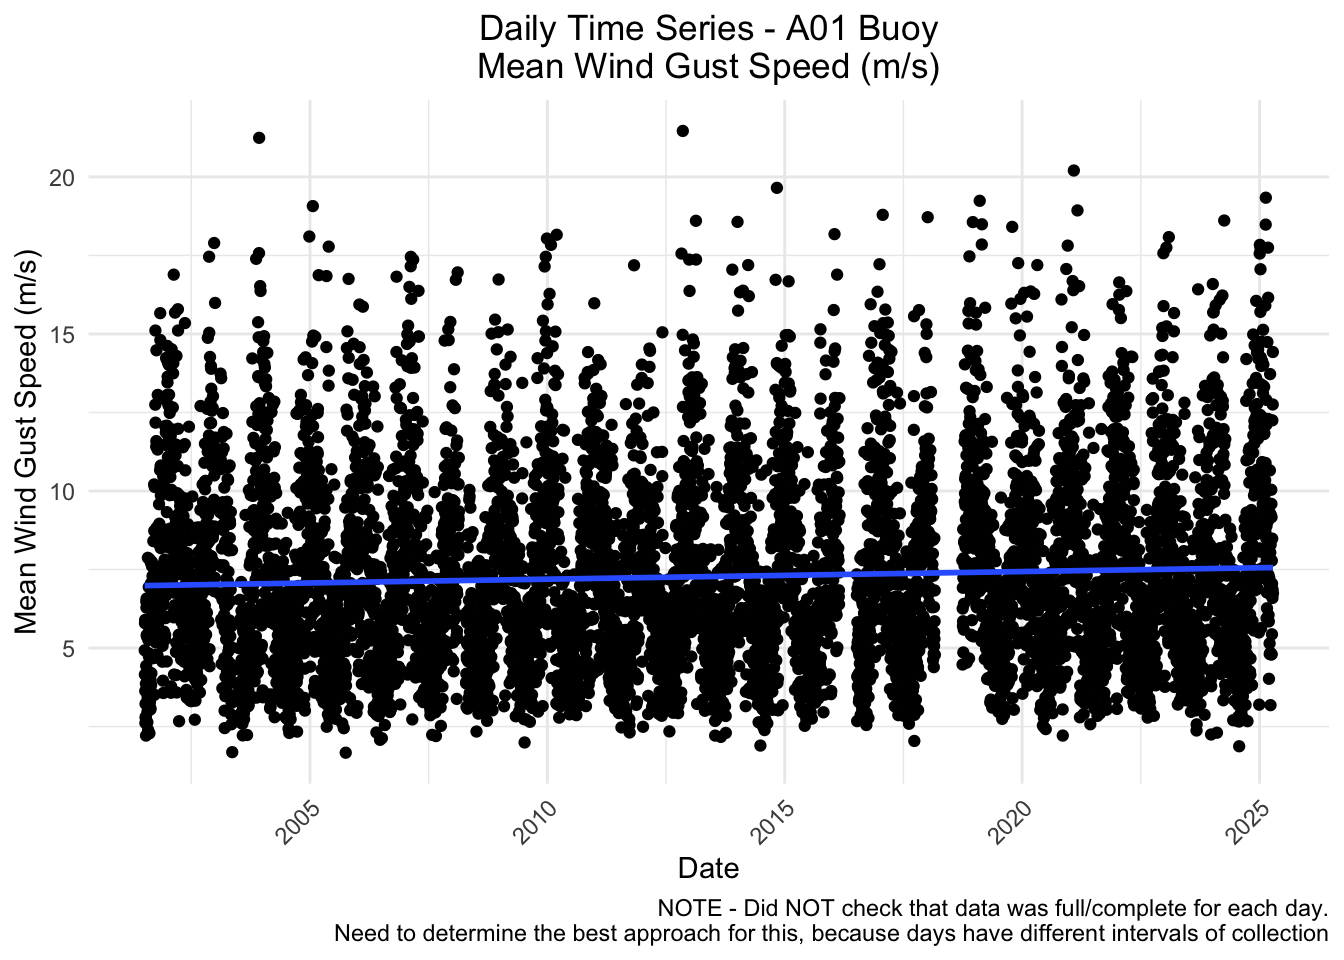 Daily Time Series - A01 Buoy
Mean Wind Gust Speed (m/s)
Mean Wind Gust Speed (m/s)
20
15
10
5
2005
2010
2015
2020
2025
Date
NOTE - Did NOT check that data was full/complete for each day.
Need to determine the best approach for this, because days have different intervals of collection